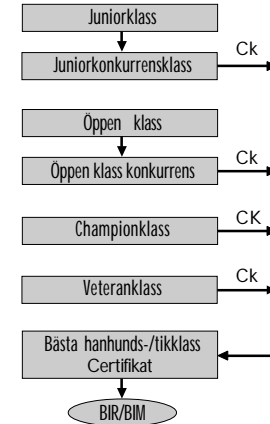 Juniorklass
Juniorkonkurrensklass
Ck
Öppen klass
Öppen klass konkurrens
Ck
Championklass
CK
Veteranklass
Ck
Bästa hanhunds-/tikklass
Certifikat
BIR/BIM